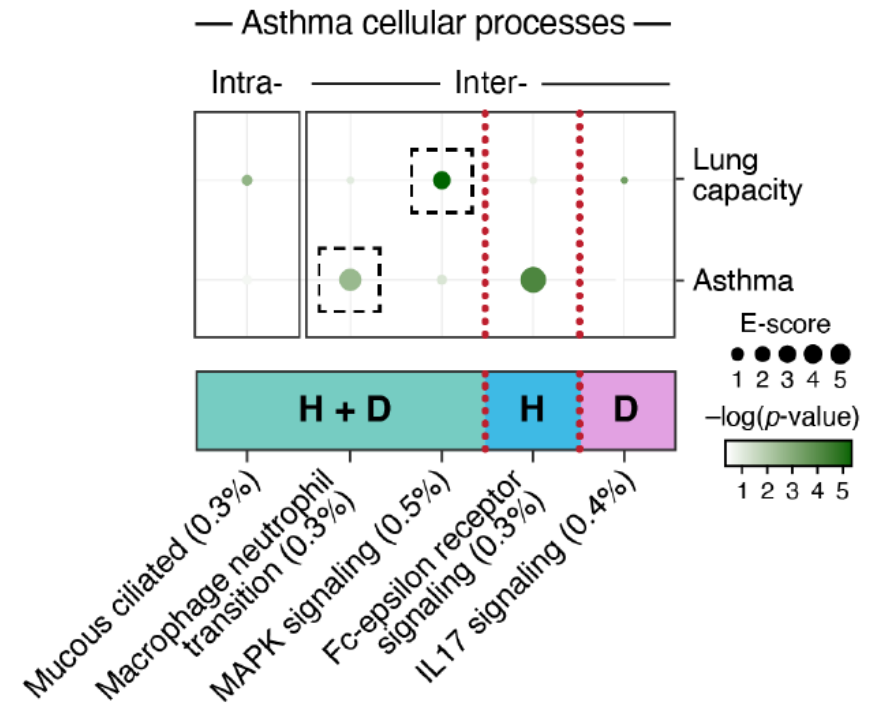 Asthma cellular processes
Intra-
Inter-
Lung
capacity
Asthma
E-score
1 2 3 4 5
–log(p-value)
1 2 3 4 5
H + D
H
D
Mucous ciliated (0.3%)
Macrophage neutrophil
transition (0.3%)
MAPK signaling (0.5%)
Fc-epsilon receptor
signaling (0.3%)
IL17 signaling (0.4%)